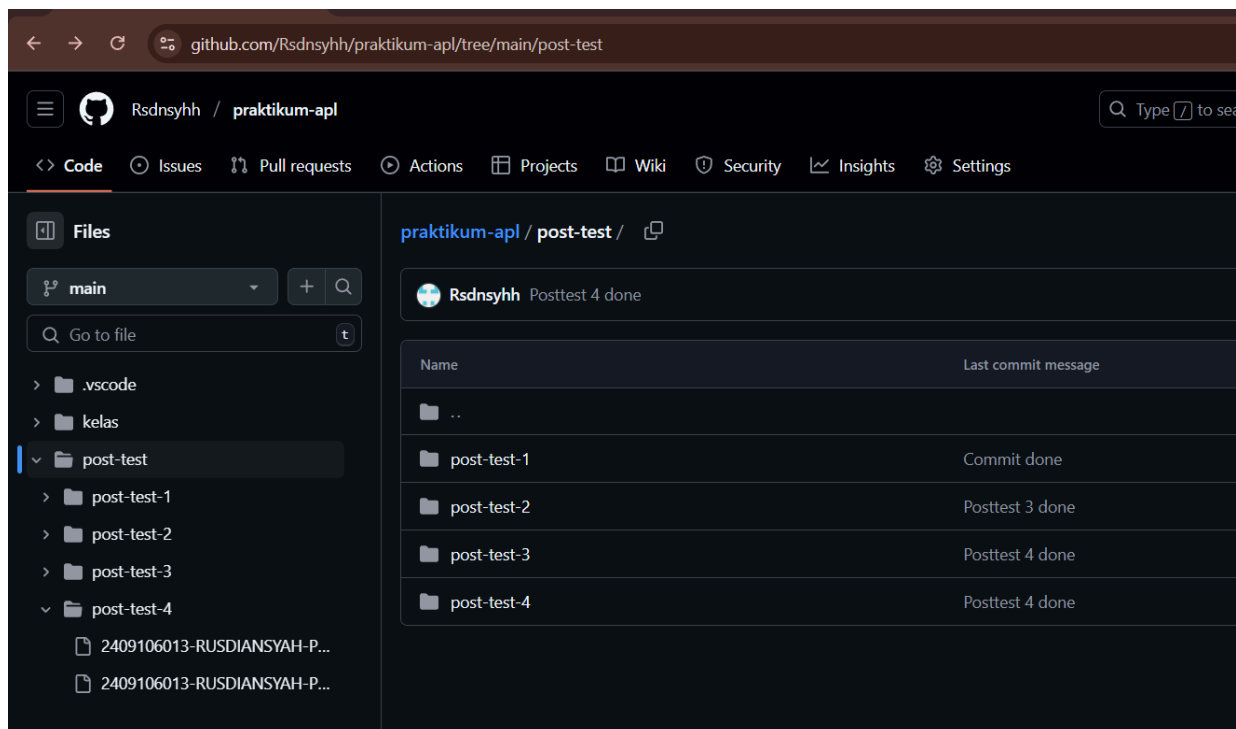 github.com/Rsdnsyhh/praktikum-apl/tree/main/post-test
Rsdnsyhh / praktikum-apl
Type / to sea
Code Issues Pull requests Actions Projects Wiki Security Insights Settings
Files
main
Go to file t
.vscode
kelas
post-test
post-test-1
post-test-2
post-test-3
post-test-4
2409106013-RUSDIANSYAH-P...
2409106013-RUSDIANSYAH-P...
praktikum-apl / post-test /
Rsdnsyhh Posttest 4 done
Name Last commit message
..
post-test-1 Commit done
post-test-2 Posttest 3 done
post-test-3 Posttest 4 done
post-test-4 Posttest 4 done